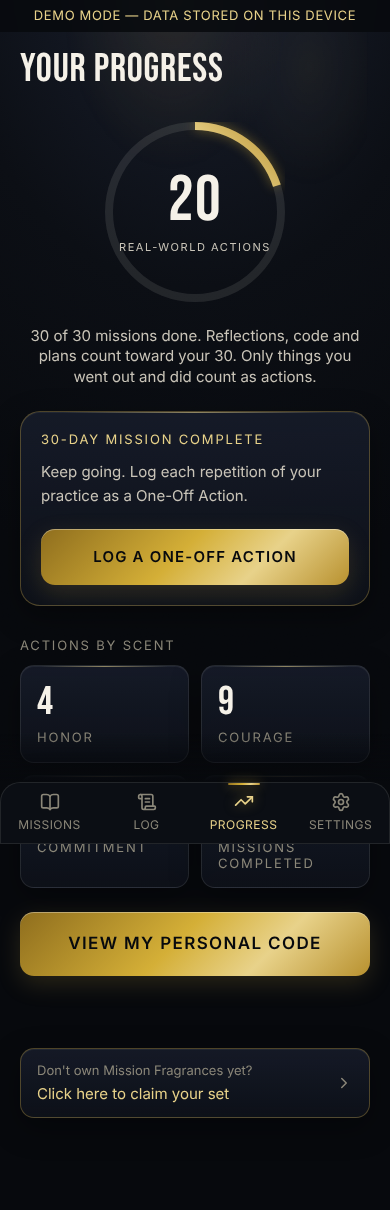 DEMO MODE — DATA STORED ON THIS DEVICE
YOUR PROGRESS
20
REAL-WORLD ACTIONS
30 of 30 missions done. Reflections, code and
plans count toward your 30. Only things you
went out and did count as actions.
30-DAY MISSION COMPLETE
Keep going. Log each repetition of your
practice as a One-Off Action.
LOG A ONE-OFF ACTION
ACTIONS BY SCENT
4
HONOR
9
COURAGE
MISSIONS
LOG
PROGRESS
SETTINGS
COMMITMENT
MISSIONS
COMPLETED
VIEW MY PERSONAL CODE
Don't own Mission Fragrances yet?
Click here to claim your set